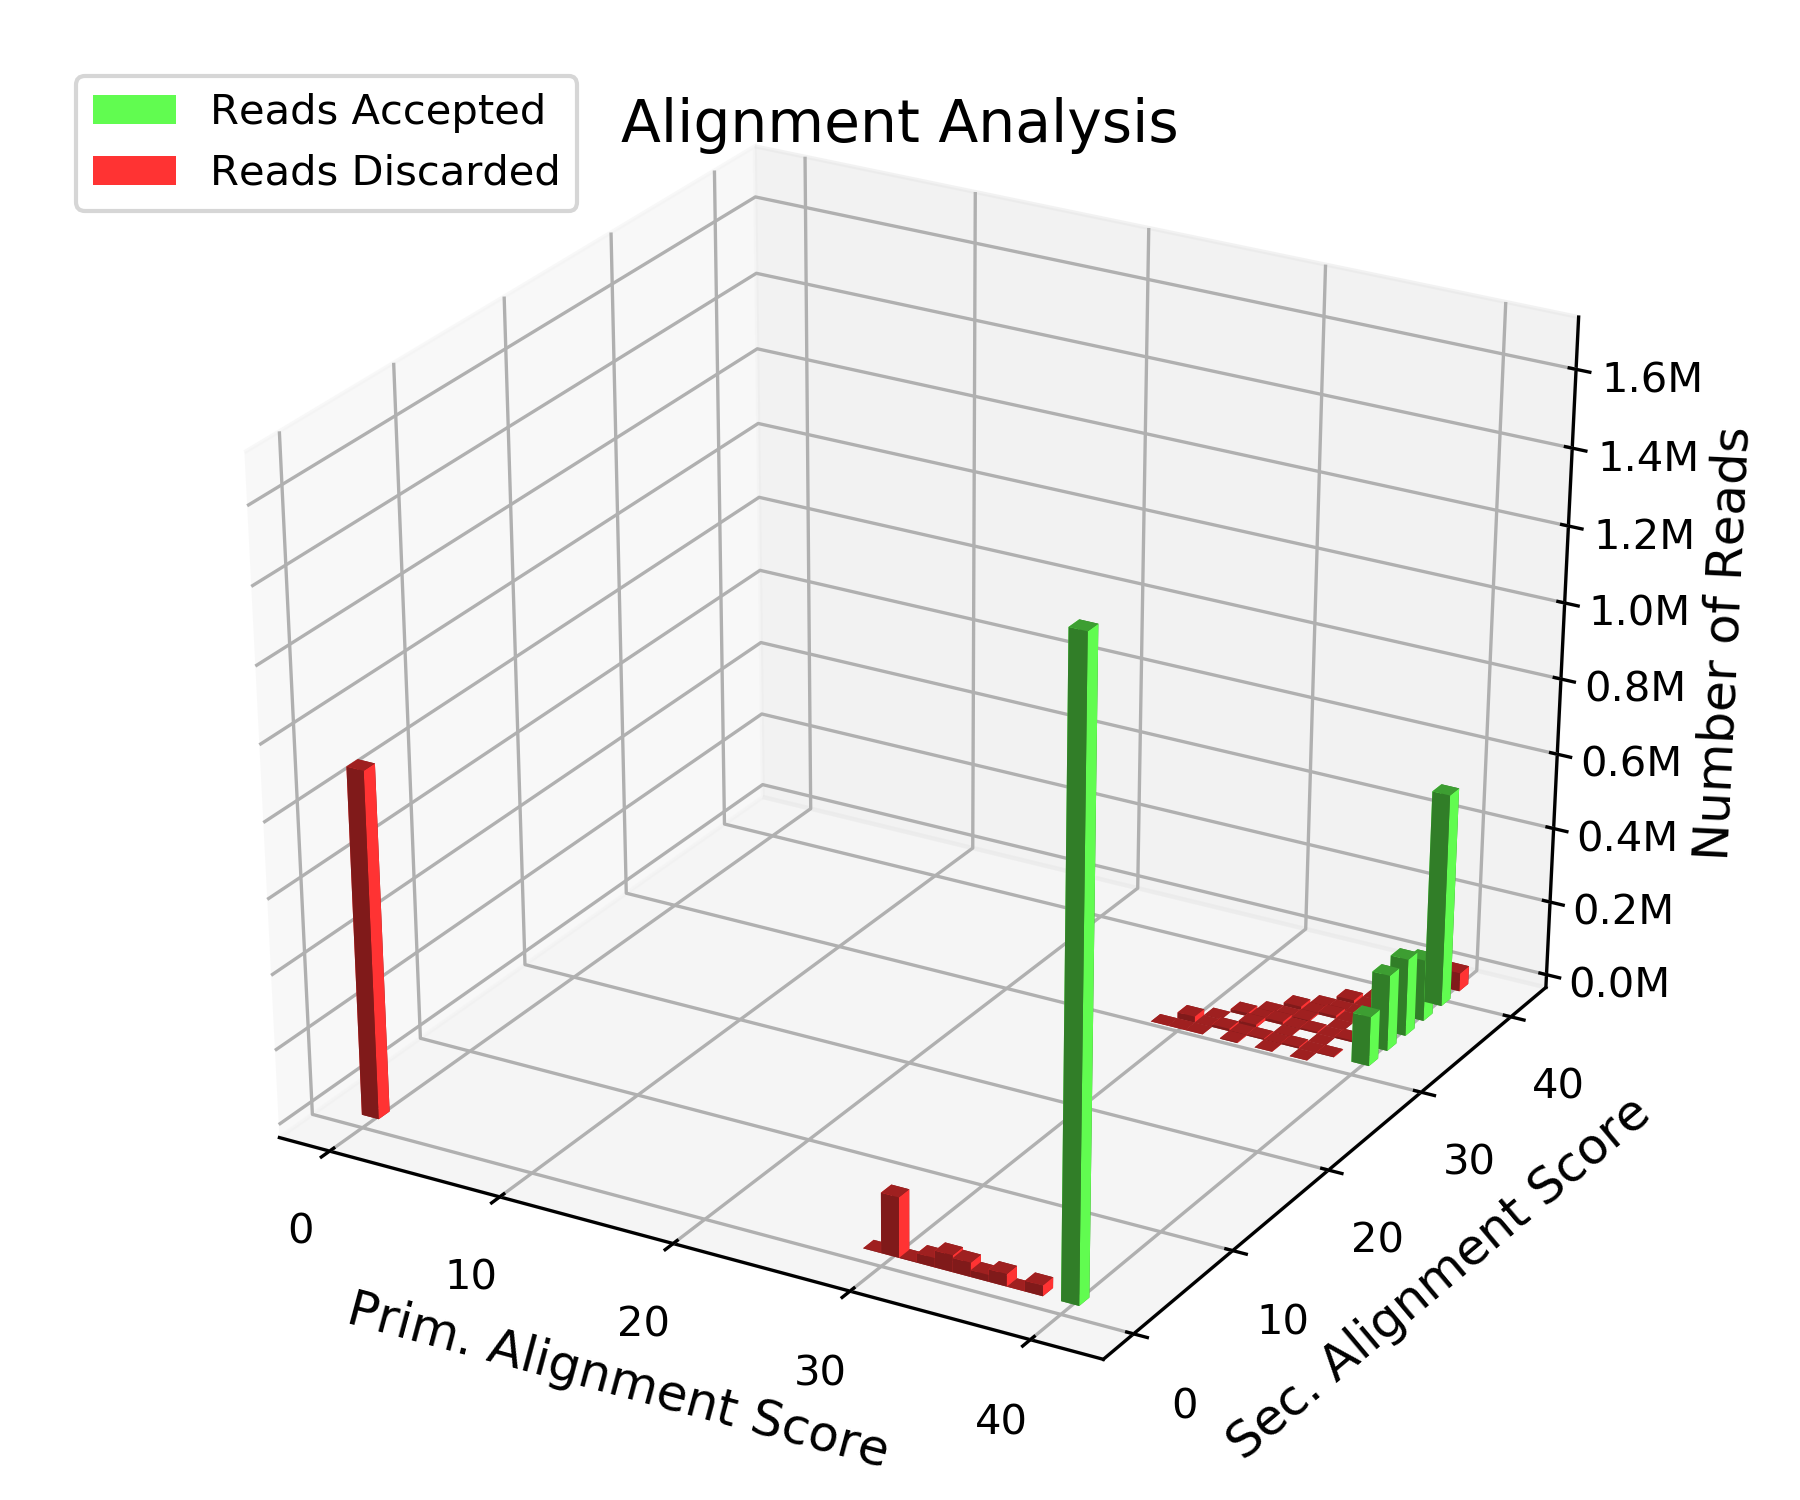 Reads Accepted
Reads Discarded
Alignment Analysis
1.6M
1.4M
1.2M
1.0M
0.8M
0.6M
0.4M
0.2M
0.0M
Number of Reads
0
10
20
30
40
Prim. Alignment Score
0
10
20
30
40
Sec. Alignment Score